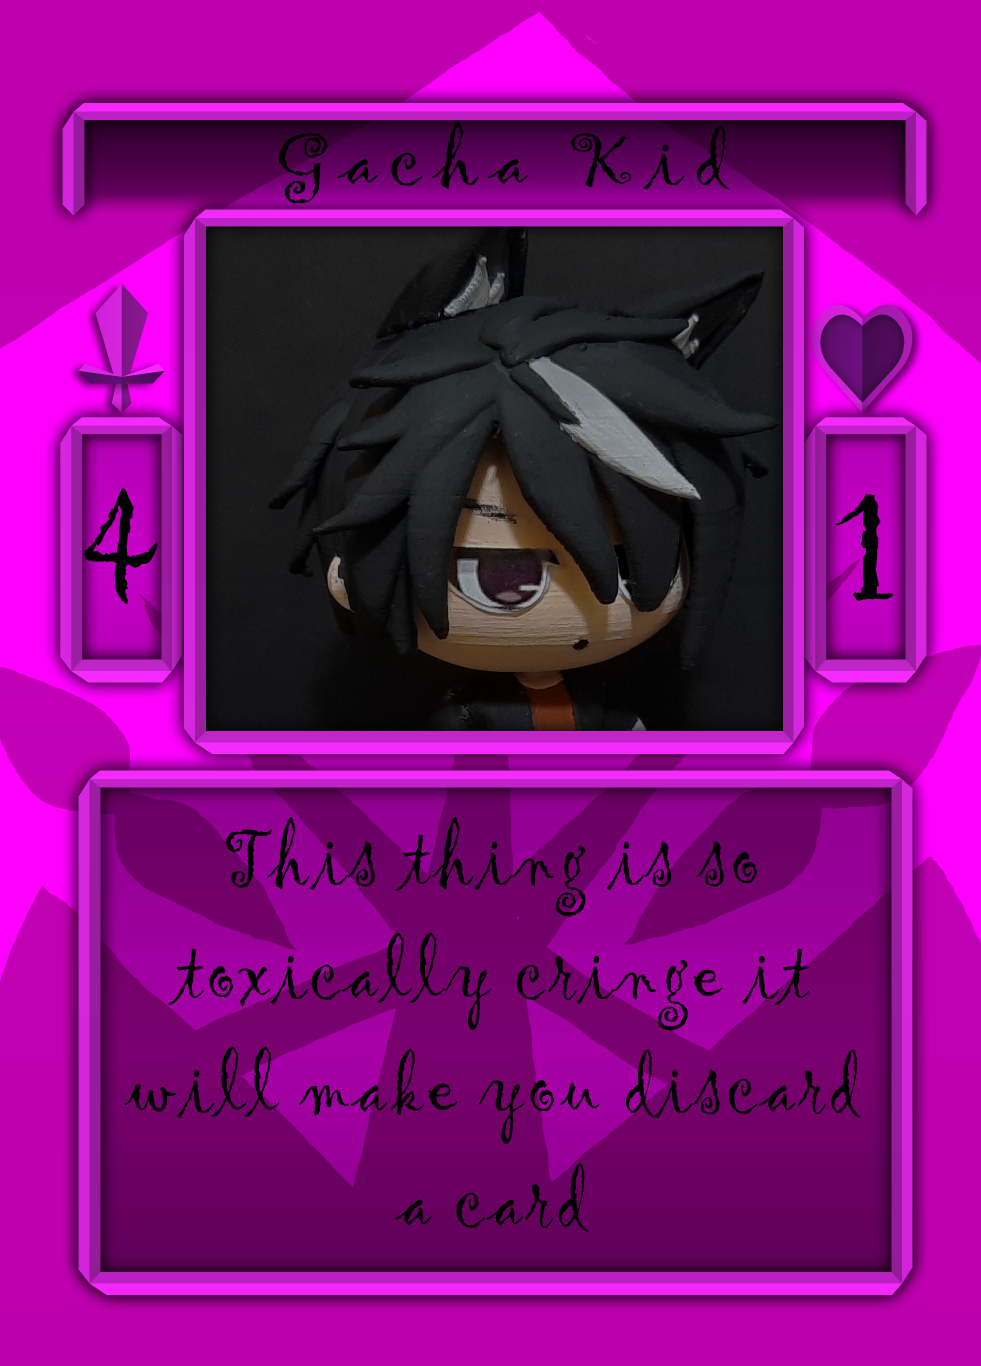 Gacha Kid
4
1
This thing is so
toxically cringe it
will make you discard
a card